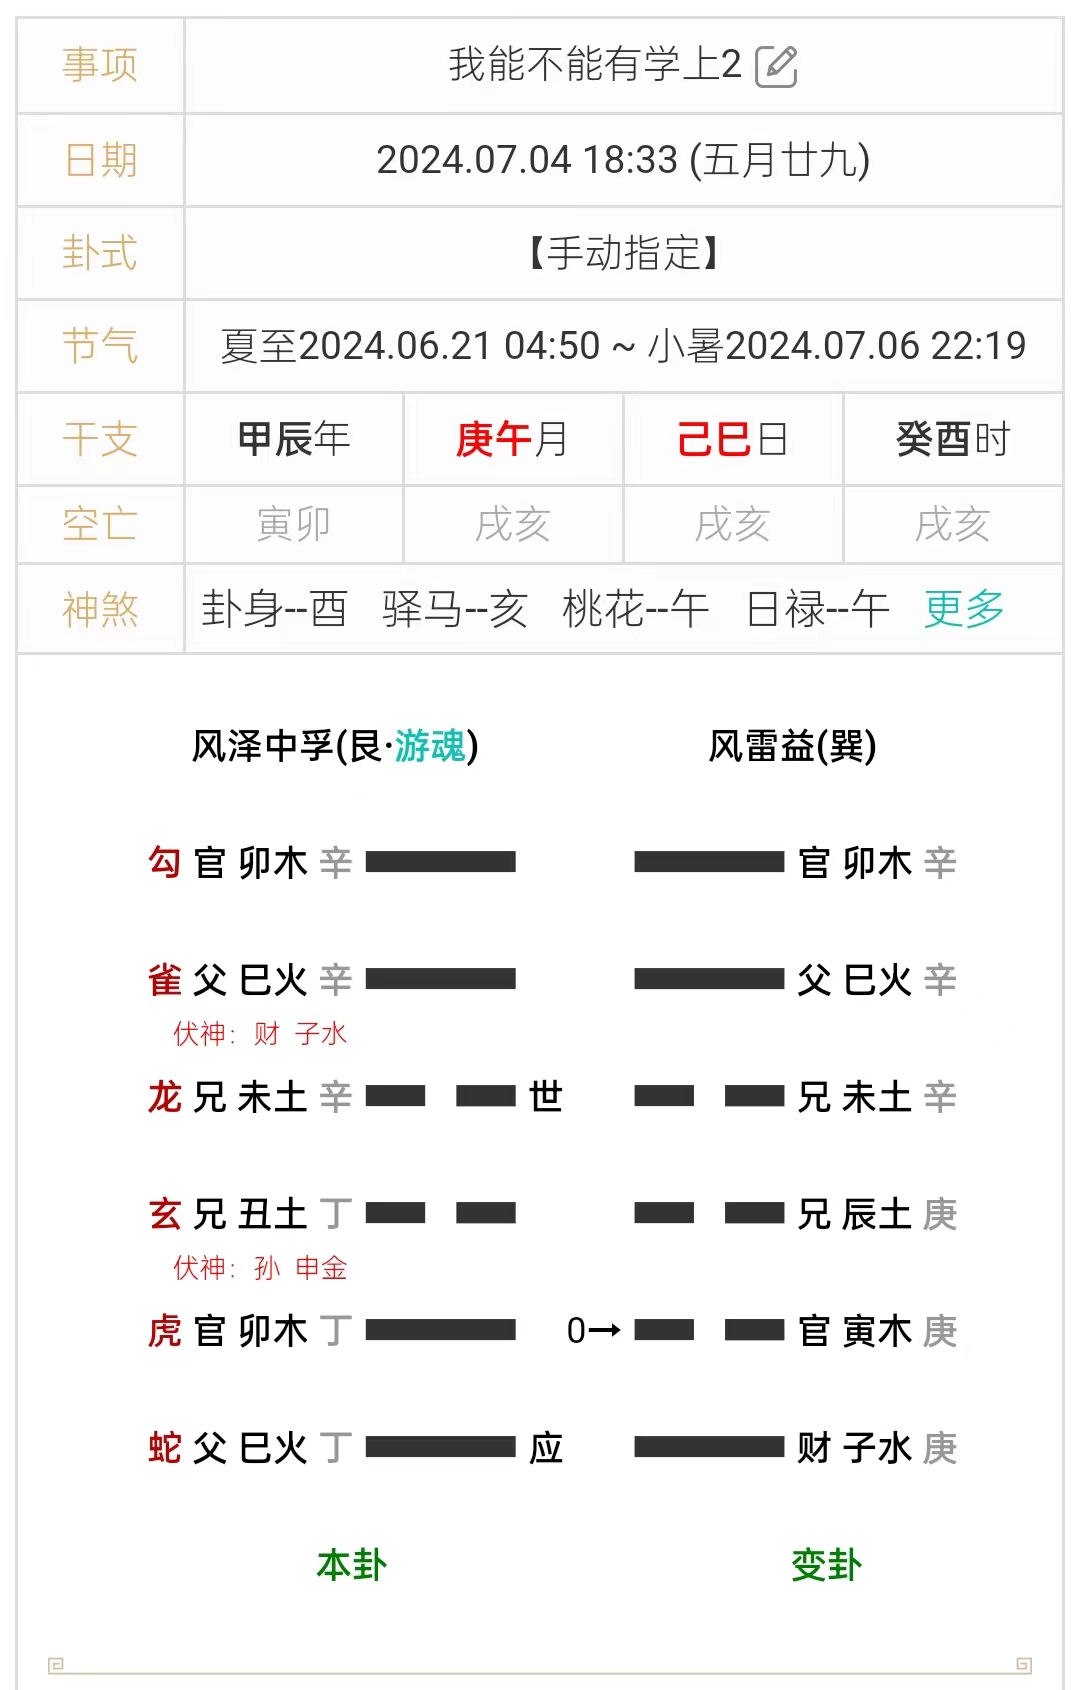 事项 我能不能有学上2
日期 2024.07.04 18:33 (五月廿九)
卦式 【手动指定】
节气 夏至2024.06.21 04:50 ~ 小暑2024.07.06 22:19
干支 甲辰年 庚午月 己巳日 癸酉时
空亡 寅卯 戌亥 戌亥 戌亥
神煞 卦身--酉 驿马--亥 桃花--午 日禄--午 更多
风泽中孚(艮·游魂) 风雷益(巽)
勾 官 卯木 辛 官 卯木 辛
雀 父 巳火 辛 父 巳火 辛
伏神：财 子水
龙 兄 未土 辛 世 兄 未土 辛
玄 兄 丑土 丁 兄 辰土 庚
伏神：孙 申金
虎 官 卯木 丁 0→ 官 寅木 庚
蛇 父 巳火 丁 应 财 子水 庚
本卦 变卦